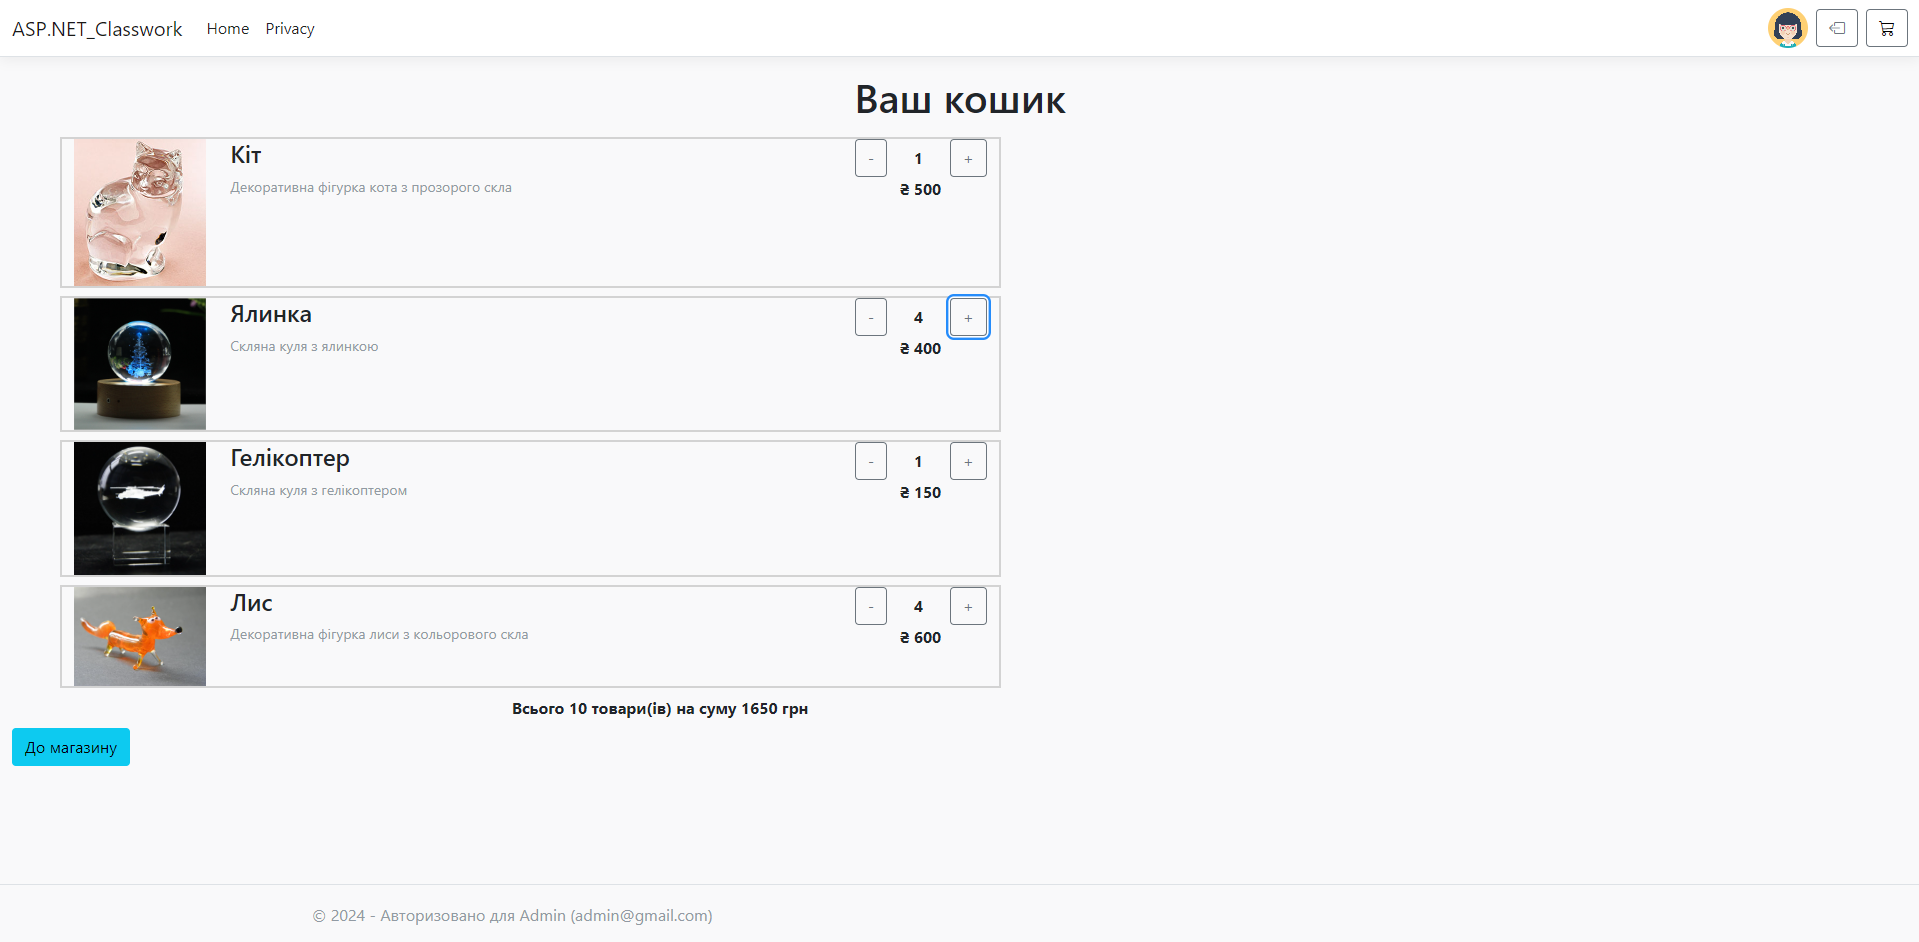 ASP.NET_Classwork Home Privacy
Ваш кошик
Кіт
- 1 +
Декоративна фігурка кота з прозорого скла
₴ 500
Ялинка
- 4 +
Скляна куля з ялинкою
₴ 400
Гелікоптер
- 1 +
Скляна куля з гелікоптером
₴ 150
Лис
- 4 +
Декоративна фігурка лиси з кольорового скла
₴ 600
Всього 10 товари(ів) на суму 1650 грн
До магазину
© 2024 - Авторизовано для Admin (admin@gmail.com)